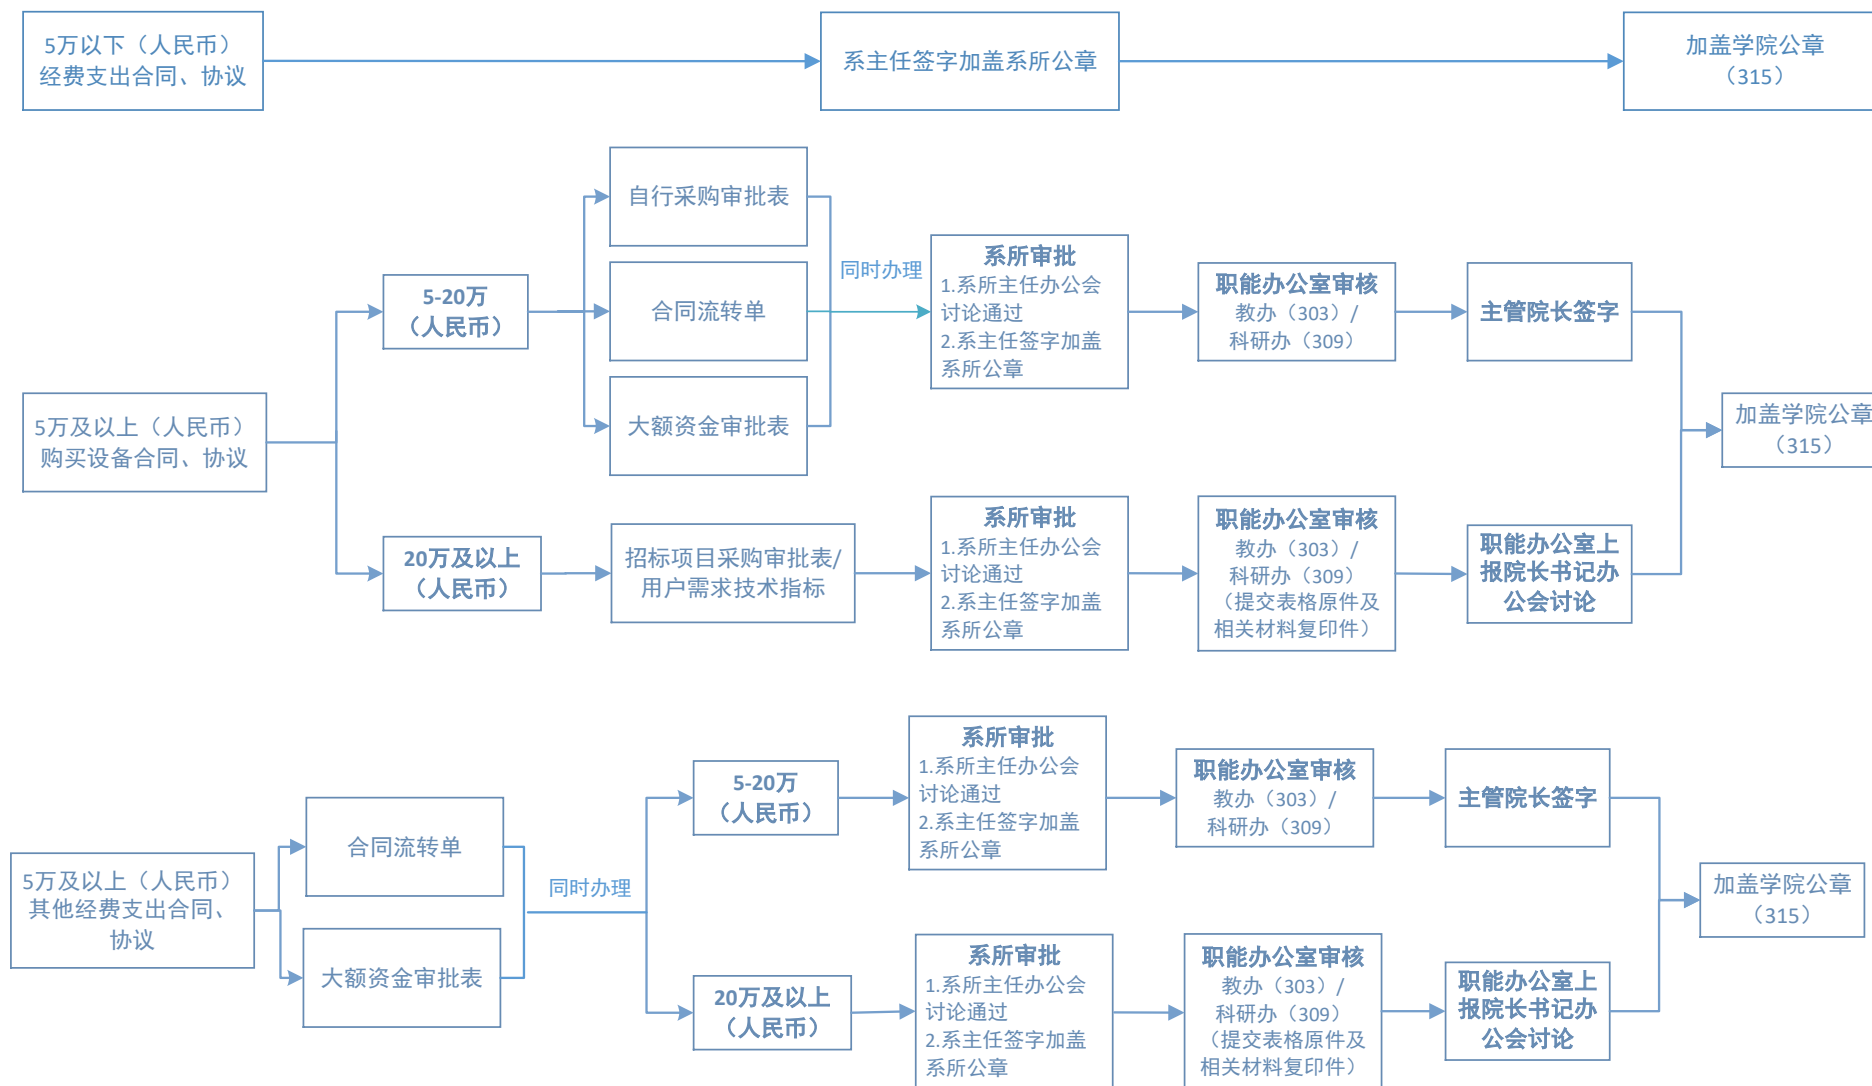 5万以下（人民币）
经费支出合同、协议
系主任签字加盖系所公章
加盖学院公章
（315）
5万及以上（人民币）
购买设备合同、协议
5-20万
（人民币）
自行采购审批表
合同流转单
大额资金审批表
同时办理
系所审批
1.系所主任办公会
讨论通过
2.系主任签字加盖
系所公章
职能办公室审核
教办（303）/
科研办（309）
主管院长签字
20万及以上
（人民币）
招标项目采购审批表/
用户需求技术指标
系所审批
1.系所主任办公会
讨论通过
2.系主任签字加盖
系所公章
职能办公室审核
教办（303）/
科研办（309）
（提交表格原件及
相关材料复印件）
职能办公室上
报院长书记办
公会讨论
加盖学院公章
（315）
5万及以上（人民币）
其他经费支出合同、
协议
合同流转单
大额资金审批表
同时办理
5-20万
（人民币）
系所审批
1.系所主任办公会
讨论通过
2.系主任签字加盖
系所公章
职能办公室审核
教办（303）/
科研办（309）
主管院长签字
20万及以上
（人民币）
系所审批
1.系所主任办公会
讨论通过
2.系主任签字加盖
系所公章
职能办公室审核
教办（303）/
科研办（309）
（提交表格原件及
相关材料复印件）
职能办公室上
报院长书记办
公会讨论
加盖学院公章
（315）